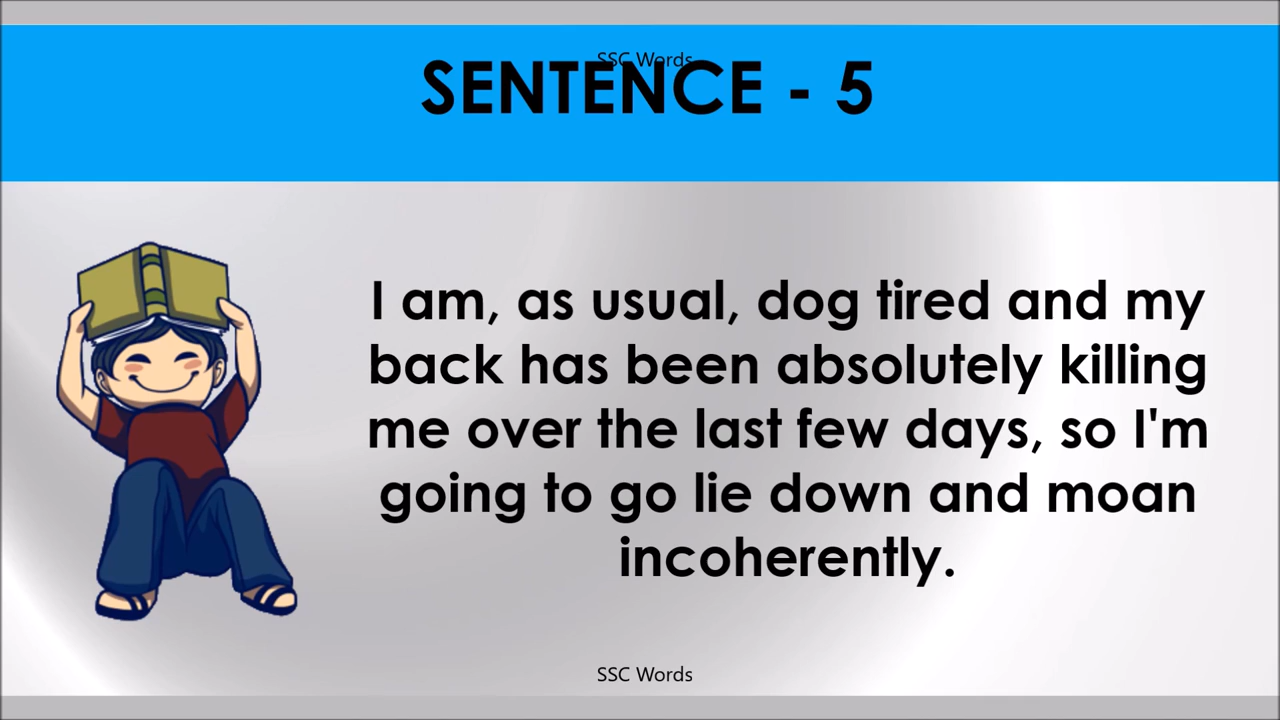 SSC Words
SENTENCE - 5
I am, as usual, dog tired and my
back has been absolutely killing
me over the last few days, so I'm
going to go lie down and moan
incoherently.
SSC Words